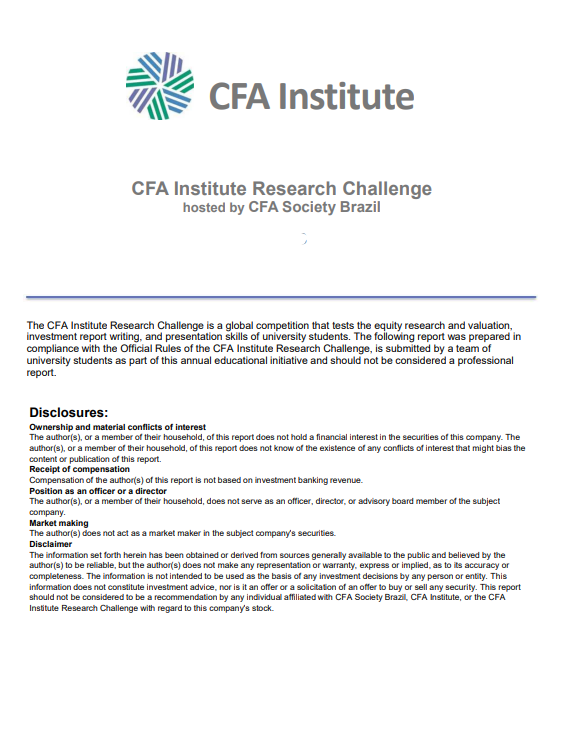 CFA Institute
CFA Institute Research Challenge
hosted by CFA Society Brazil
The CFA Institute Research Challenge is a global competition that tests the equity research and valuation,
investment report writing, and presentation skills of university students. The following report was prepared in
compliance with the Official Rules of the CFA Institute Research Challenge, is submitted by a team of
university students as part of this annual educational initiative and should not be considered a professional
report.
Disclosures:
Ownership and material conflicts of interest
The author(s), or a member of their household, of this report does not hold a financial interest in the securities of this company. The
author(s), or a member of their household, of this report does not know of the existence of any conflicts of interest that might bias the
content or publication of this report.
Receipt of compensation
Compensation of the author(s) of this report is not based on investment banking revenue.
Position as an officer or a director
The author(s), or a member of their household, does not serve as an officer, director, or advisory board member of the subject
company.
Market making
The author(s) does not act as a market maker in the subject company's securities.
Disclaimer
The information set forth herein has been obtained or derived from sources generally available to the public and believed by the
author(s) to be reliable, but the author(s) does not make any representation or warranty, express or implied, as to its accuracy or
completeness. The information is not intended to be used as the basis of any investment decisions by any person or entity. This
information does not constitute investment advice, nor is it an offer or a solicitation of an offer to buy or sell any security. This report
should not be considered to be a recommendation by any individual affiliated with CFA Society Brazil, CFA Institute, or the CFA
Institute Research Challenge with regard to this company's stock.